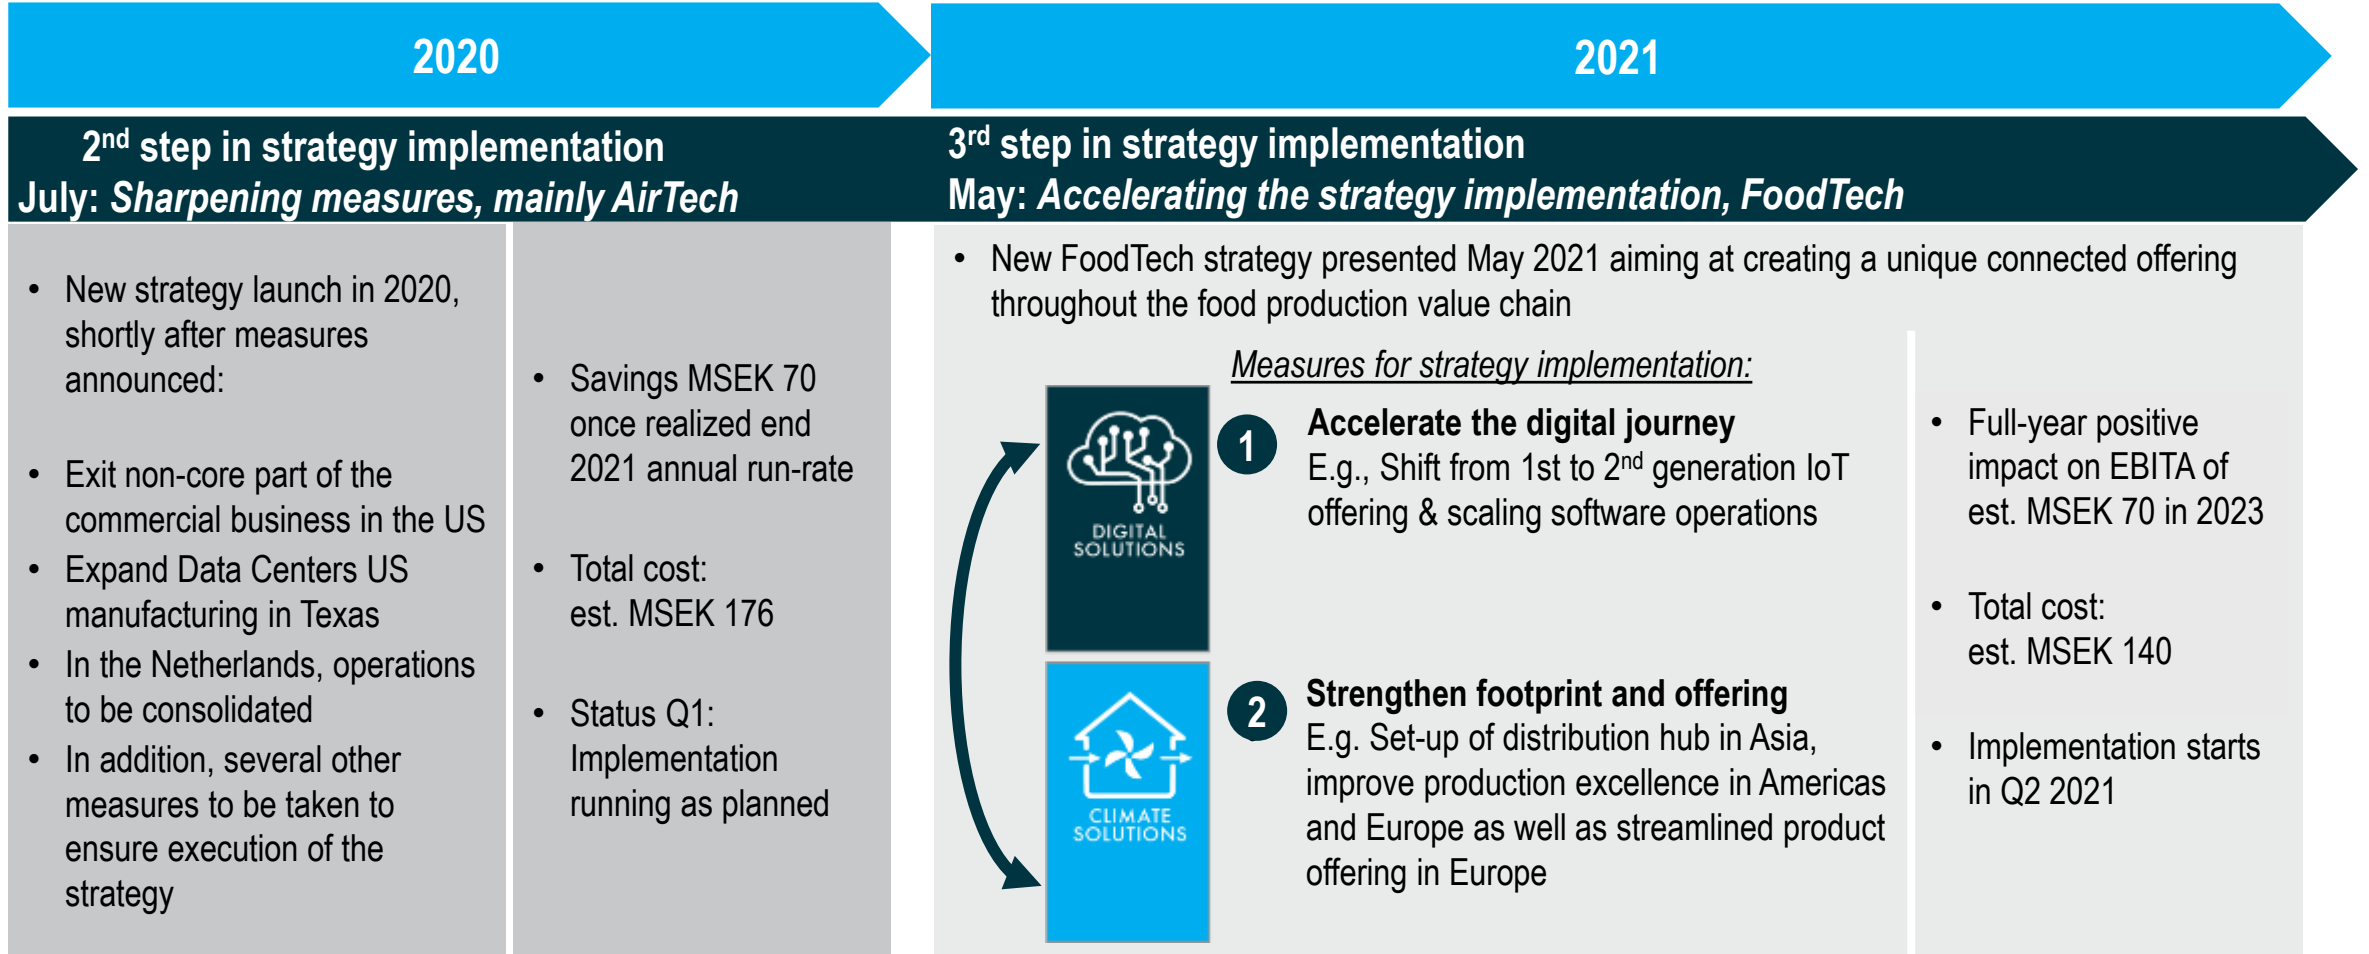 2020
2021
2nd step in strategy implementation
July: Sharpening measures, mainly AirTech
3rd step in strategy implementation
May: Accelerating the strategy implementation, FoodTech
• New strategy launch in 2020,
shortly after measures
announced:
• Exit non-core part of the
commercial business in the US
• Expand Data Centers US
manufacturing in Texas
• In the Netherlands, operations
to be consolidated
• In addition, several other
measures to be taken to
ensure execution of the
strategy
• Savings MSEK 70
once realized end
2021 annual run-rate
• Total cost:
est. MSEK 176
• Status Q1:
Implementation
running as planned
• New FoodTech strategy presented May 2021 aiming at creating a unique connected offering
throughout the food production value chain
Measures for strategy implementation:
DIGITAL
SOLUTIONS
1
Accelerate the digital journey
E.g., Shift from 1st to 2nd generation IoT
offering & scaling software operations
CLIMATE
SOLUTIONS
2
Strengthen footprint and offering
E.g. Set-up of distribution hub in Asia,
improve production excellence in Americas
and Europe as well as streamlined product
offering in Europe
• Full-year positive
impact on EBITA of
est. MSEK 70 in 2023
• Total cost:
est. MSEK 140
• Implementation starts
in Q2 2021